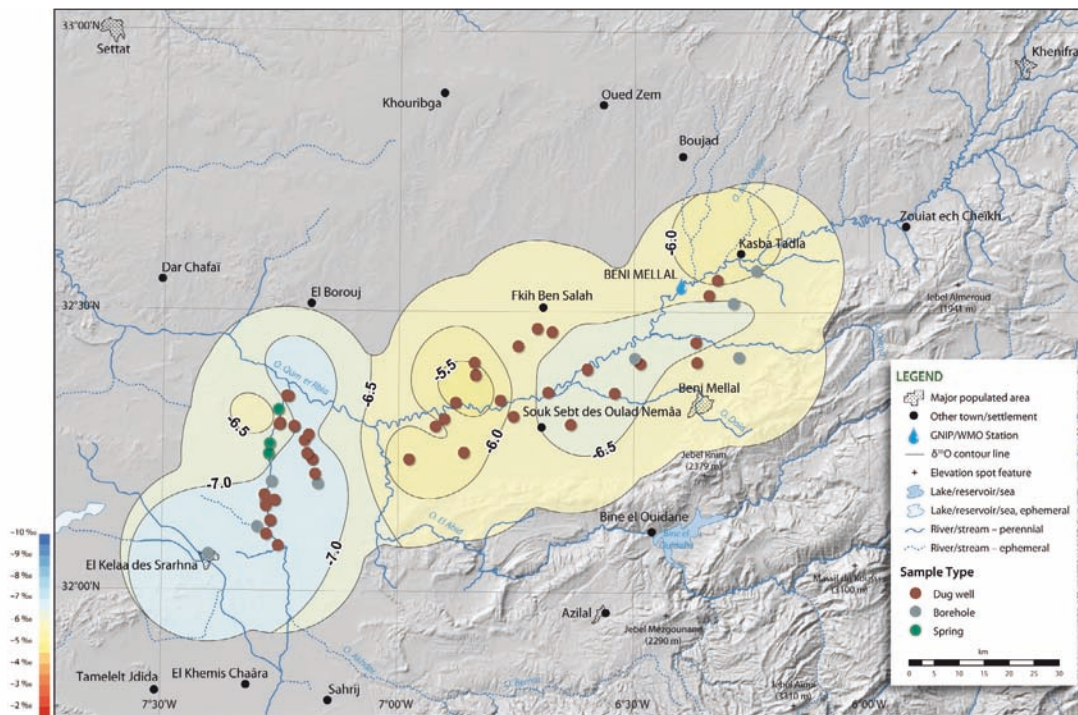 33°00'N
Settat
Khenifra
Khouribga
Oued Zem
Boujad
Zouiat ech Cheïkh
-6.0
Kasba Tadla
BENI MELLAL
Dar Chafaï
El Borouj
Fkih Ben Salah
32°30'N
Jebel Almeroud
(1941 m)
O. Oum er Rbia
-6.5
-5.5
-6.5
Souk Sebt des Oulad Nemâa
Beni Mellal
-6.0
-6.5
Jebel Rnim
(2379 m)
-7.0
Bine el Ouidane
Bine el
O. El Abid
-7.0
El Kelaa des Srarhna
32°00'N
Azilal
Jebel Mezgounane
(2290 m)
(3100 m)
Tamelelt Jdida
El Khemis Chaâra
Sahrij
7°30'W
7°00'W
6°30'W
6°00'W
-10 ‰
-9 ‰
-8 ‰
-7 ‰
-6 ‰
-5 ‰
-4 ‰
-3 ‰
-2 ‰
LEGEND
Major populated area
Other town/settlement
GNIP/WMO Station
δ¹⁸O contour line
Elevation spot feature
Lake/reservoir/sea
Lake/reservoir/sea, ephemeral
River/stream – perennial
River/stream – ephemeral
Sample Type
Dug well
Borehole
Spring
km
0 5 10 15 20 25 30